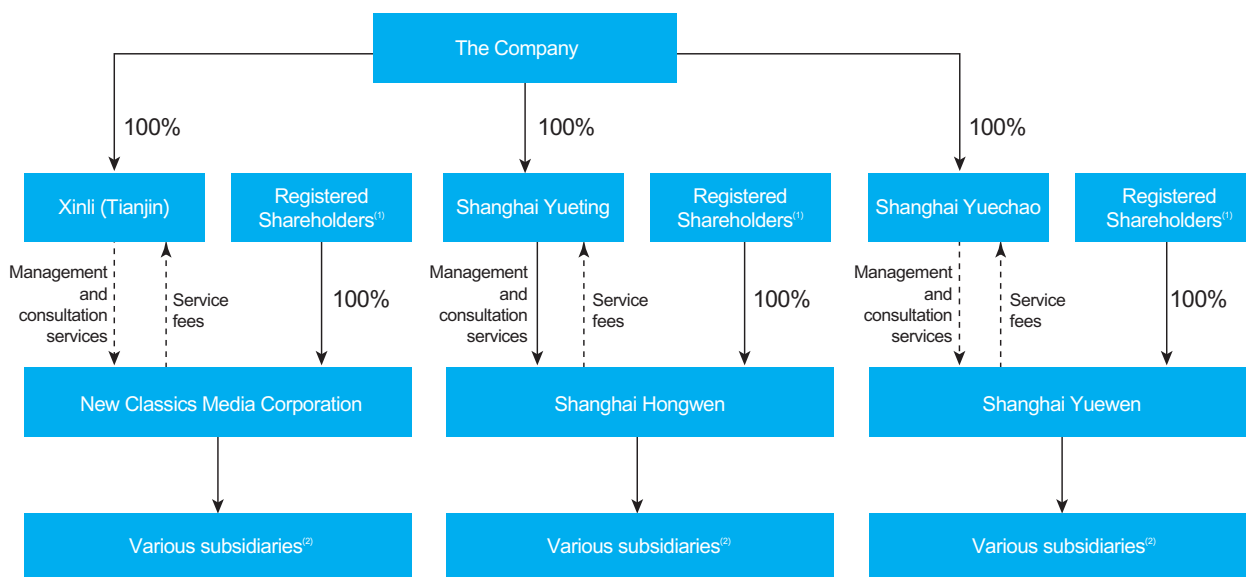 The Company
100%
100%
100%
Xinli (Tianjin)
Registered
Shareholders(1)
Shanghai Yueting
Registered
Shareholders(1)
Shanghai Yuechao
Registered
Shareholders(1)
Management
and
consultation
services
Service
fees
100%
Management
and
consultation
services
Service
fees
100%
Management
and
consultation
services
Service
fees
100%
New Classics Media Corporation
Shanghai Hongwen
Shanghai Yuewen
Various subsidiaries(2)
Various subsidiaries(2)
Various subsidiaries(2)